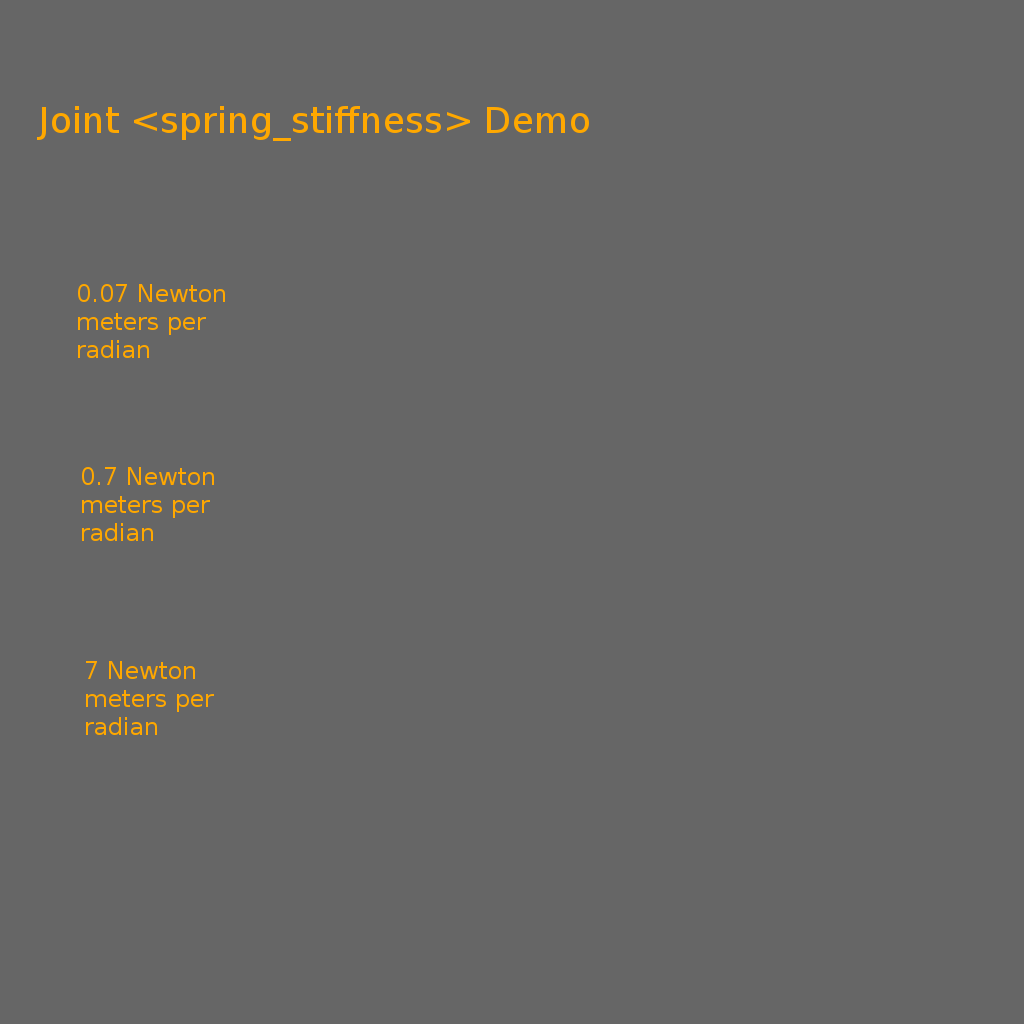 Joint <spring_stiffness> Demo
0.07 Newton
meters per
radian
0.7 Newton
meters per
radian
7 Newton
meters per
radian